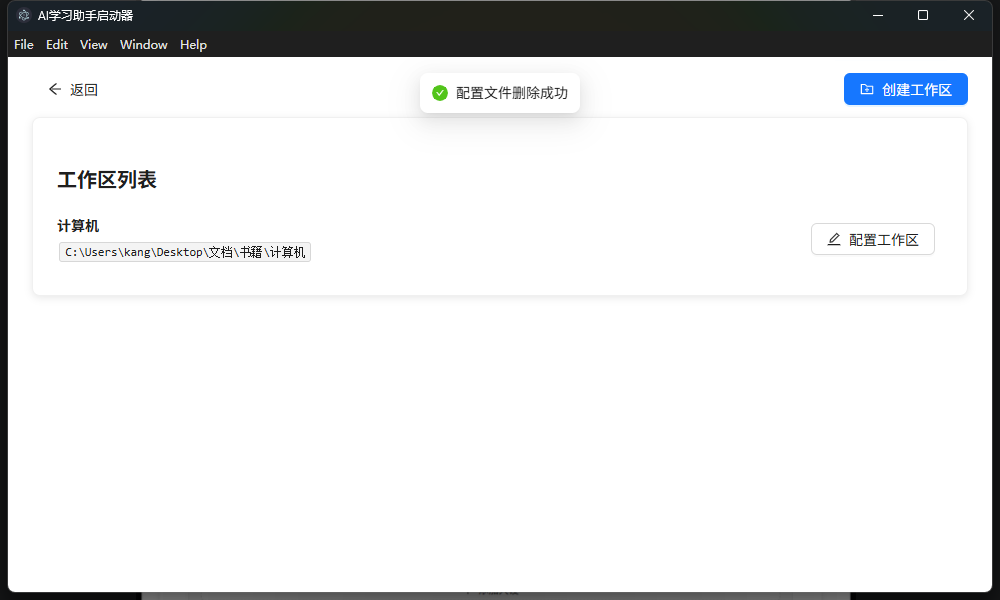 AI学习助手启动器
File Edit View Window Help
返回
配置文件删除成功
创建工作区
工作区列表
计算机
C:\Users\kang\Desktop\文档\书籍\计算机
配置工作区